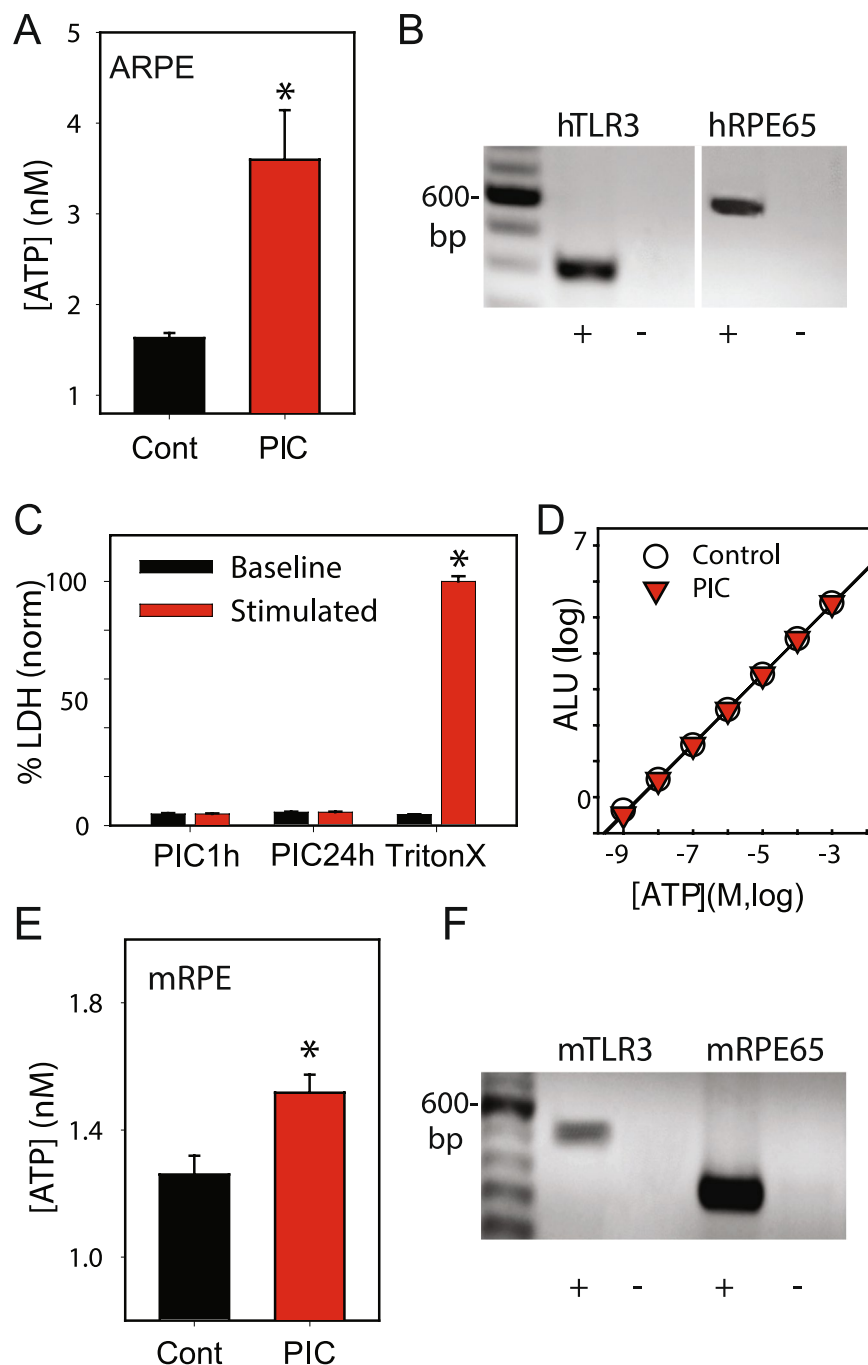 A
ARPE
[ATP] (nM)
5
4
3
2
1
*
Cont
PIC
B
hTLR3
hRPE65
600-
bp
+
-
+
-
C
% LDH (norm)
100
50
0
Baseline
Stimulated
*
PIC1h
PIC24h
TritonX
D
ALU (log)
7
0
Control
PIC
-9
-7
-5
-3
[ATP](M,log)
E
mRPE
[ATP] (nM)
1.8
1.4
1.0
*
Cont
PIC
F
mTLR3
mRPE65
600-
bp
+
-
+
-